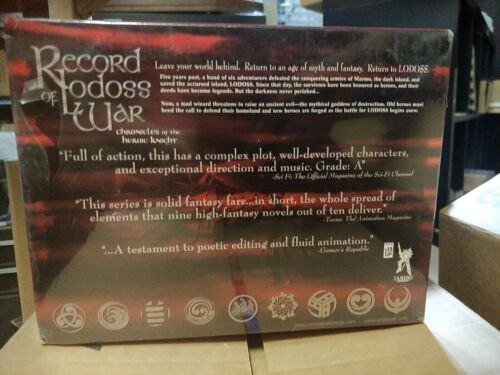 RECORD
OF LODOSS
WAR
chronicles of the
heroic knight
Leave your world behind. Return to an age of myth and fantasy. Return to LODOSS.
Five years past, a band of six adventurers defeated the conquering armies of Marmo, the dark island, and
saved the accursed island, LODOSS. Since that day, the survivors have been honored as heroes, and their
deeds have become legends. But the darkness never perished...
Now, a mad wizard threatens to raise an ancient evil—the mythical goddess of destruction. Old heroes must
heed the call to defend their homeland and new heroes are forged as the battle for LODOSS begins anew.
"Full of action, this has a complex plot, well-developed characters,
and exceptional direction and music. Grade: A"
-Sci Fi: The Official Magazine of the Sci-Fi Channel
"This series is solid fantasy fare...in short, the whole spread of
elements that nine high-fantasy novels out of ten deliver."
-Toons: The Animation Magazine
"...A testament to poetic editing and fluid animation."
-Gamer's Republic
13
UP